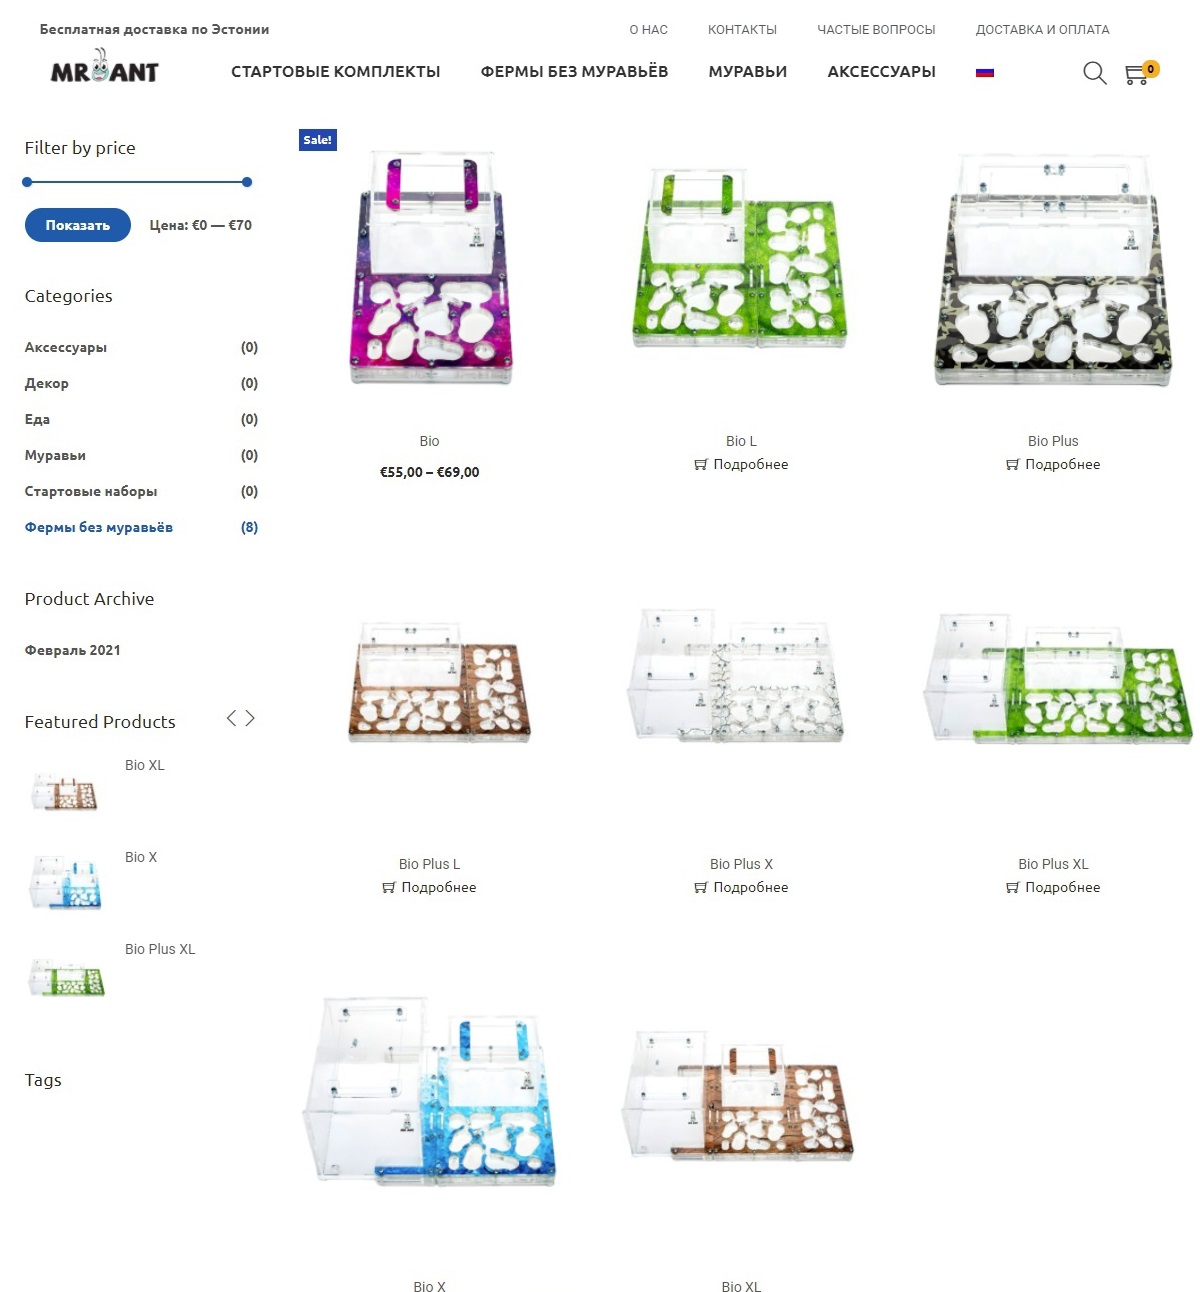 Бесплатная доставка по Эстонии
О НАС КОНТАКТЫ ЧАСТЫЕ ВОПРОСЫ ДОСТАВКА И ОПЛАТА
MR ANT
СТАРТОВЫЕ КОМПЛЕКТЫ ФЕРМЫ БЕЗ МУРАВЬЁВ МУРАВЬИ АКСЕССУАРЫ
0
Filter by price
Показать
Цена: €0 — €70
Categories
Аксессуары (0)
Декор (0)
Еда (0)
Муравьи (0)
Стартовые наборы (0)
Фермы без муравьёв (8)
Product Archive
Февраль 2021
Featured Products
Bio XL
Bio X
Bio Plus XL
Tags
Sale!
Bio
€55,00 – €69,00
Bio L
Подробнее
Bio Plus
Подробнее
Bio Plus L
Подробнее
Bio Plus X
Подробнее
Bio Plus XL
Подробнее
Bio X
Bio XL